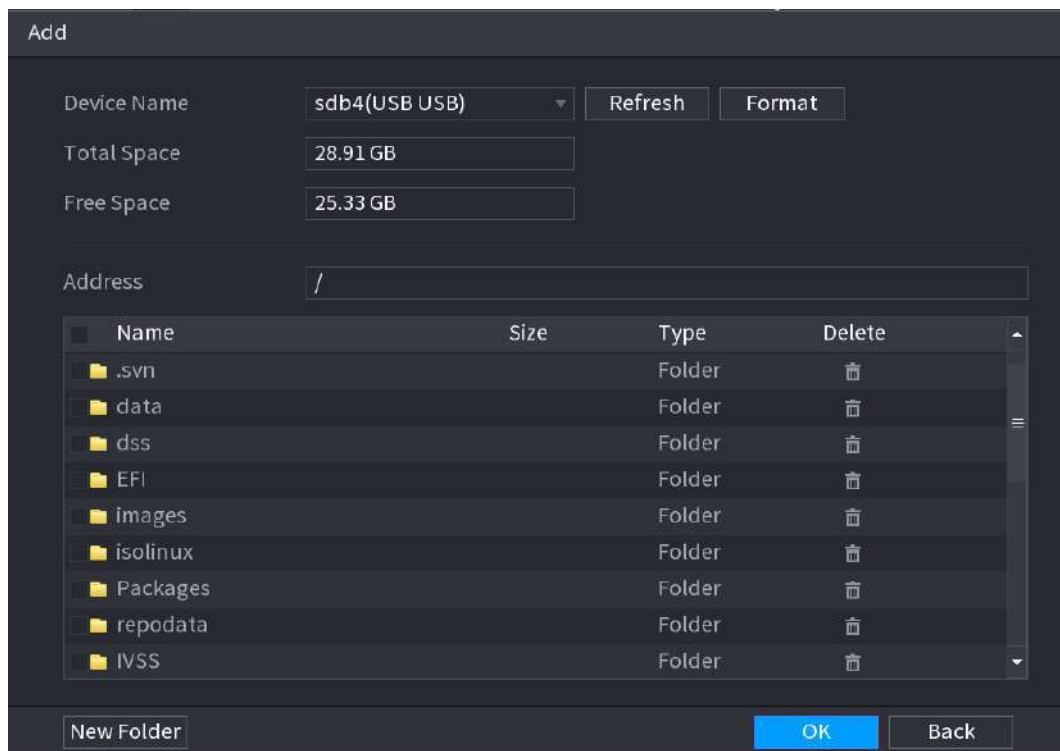 Add
Device Name sdb4(USB USB) Refresh Format
Total Space 28.91 GB
Free Space 25.33 GB
Address /
Name Size Type Delete
.svn Folder
data Folder
dss Folder
EFI Folder
images Folder
isolinux Folder
Packages Folder
repodata Folder
IVSS Folder
New Folder OK Back